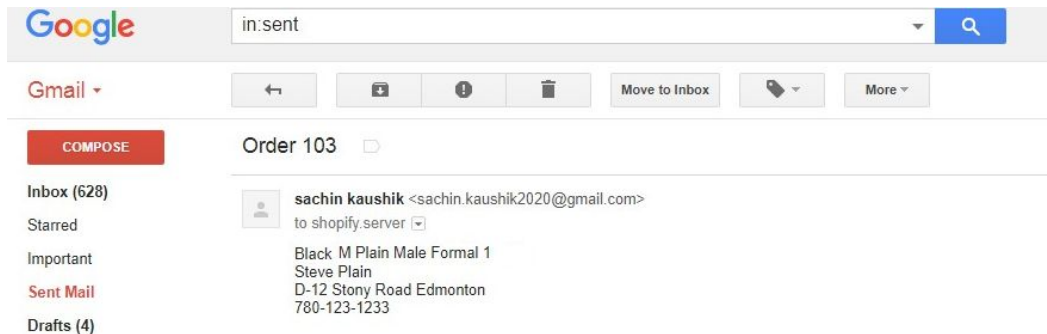 Google
in:sent
Gmail
Move to Inbox
More
COMPOSE
Order 103
Inbox (628)
Starred
Important
Sent Mail
Drafts (4)
sachin kaushik <sachin.kaushik2020@gmail.com>
to shopify.server
Black M Plain Male Formal 1
Steve Plain
D-12 Stony Road Edmonton
780-123-1233